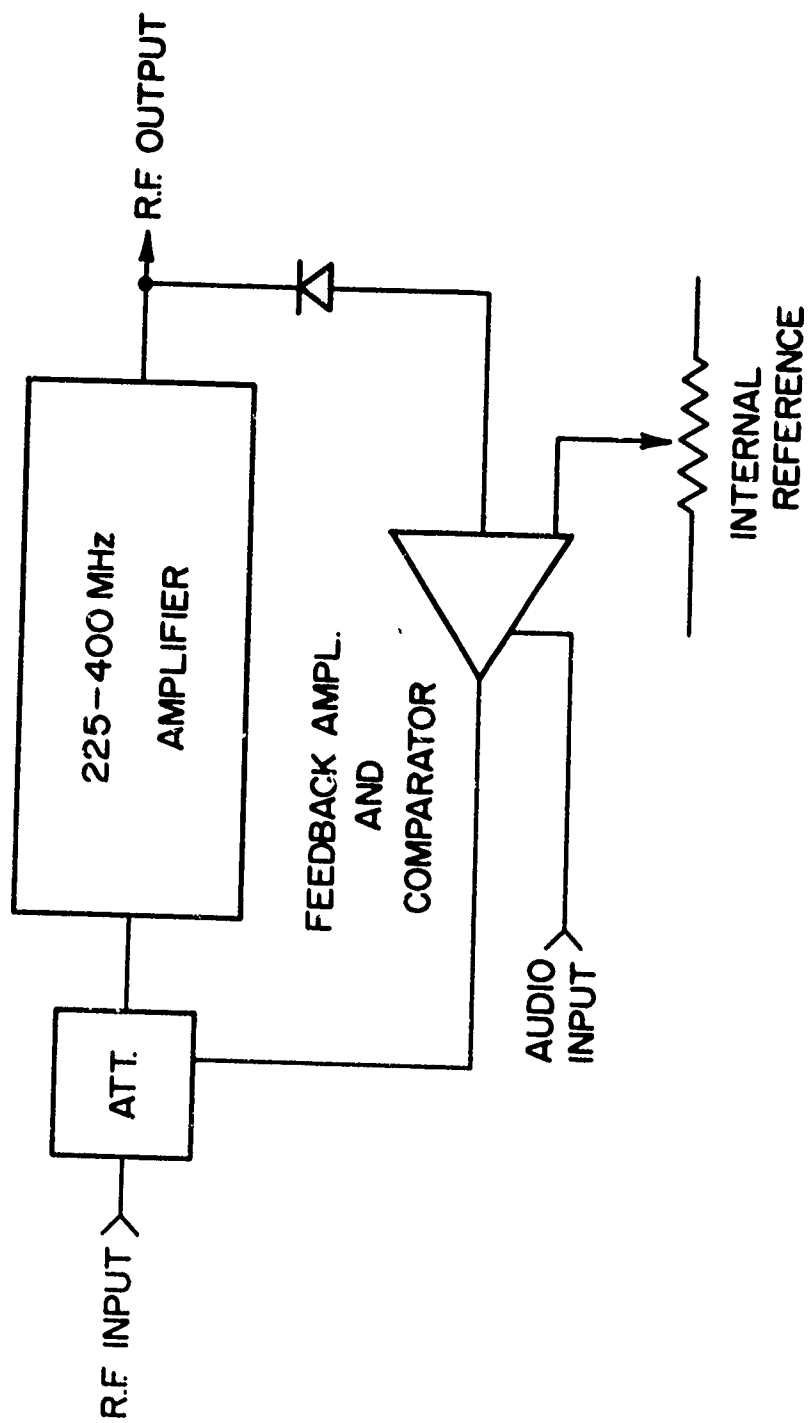 R.F. INPUT
ATT.
225-400 MHz
AMPLIFIER
R.F. OUTPUT
FEEDBACK AMPL.
AND
COMPARATOR
AUDIO
INPUT
INTERNAL
REFERENCE